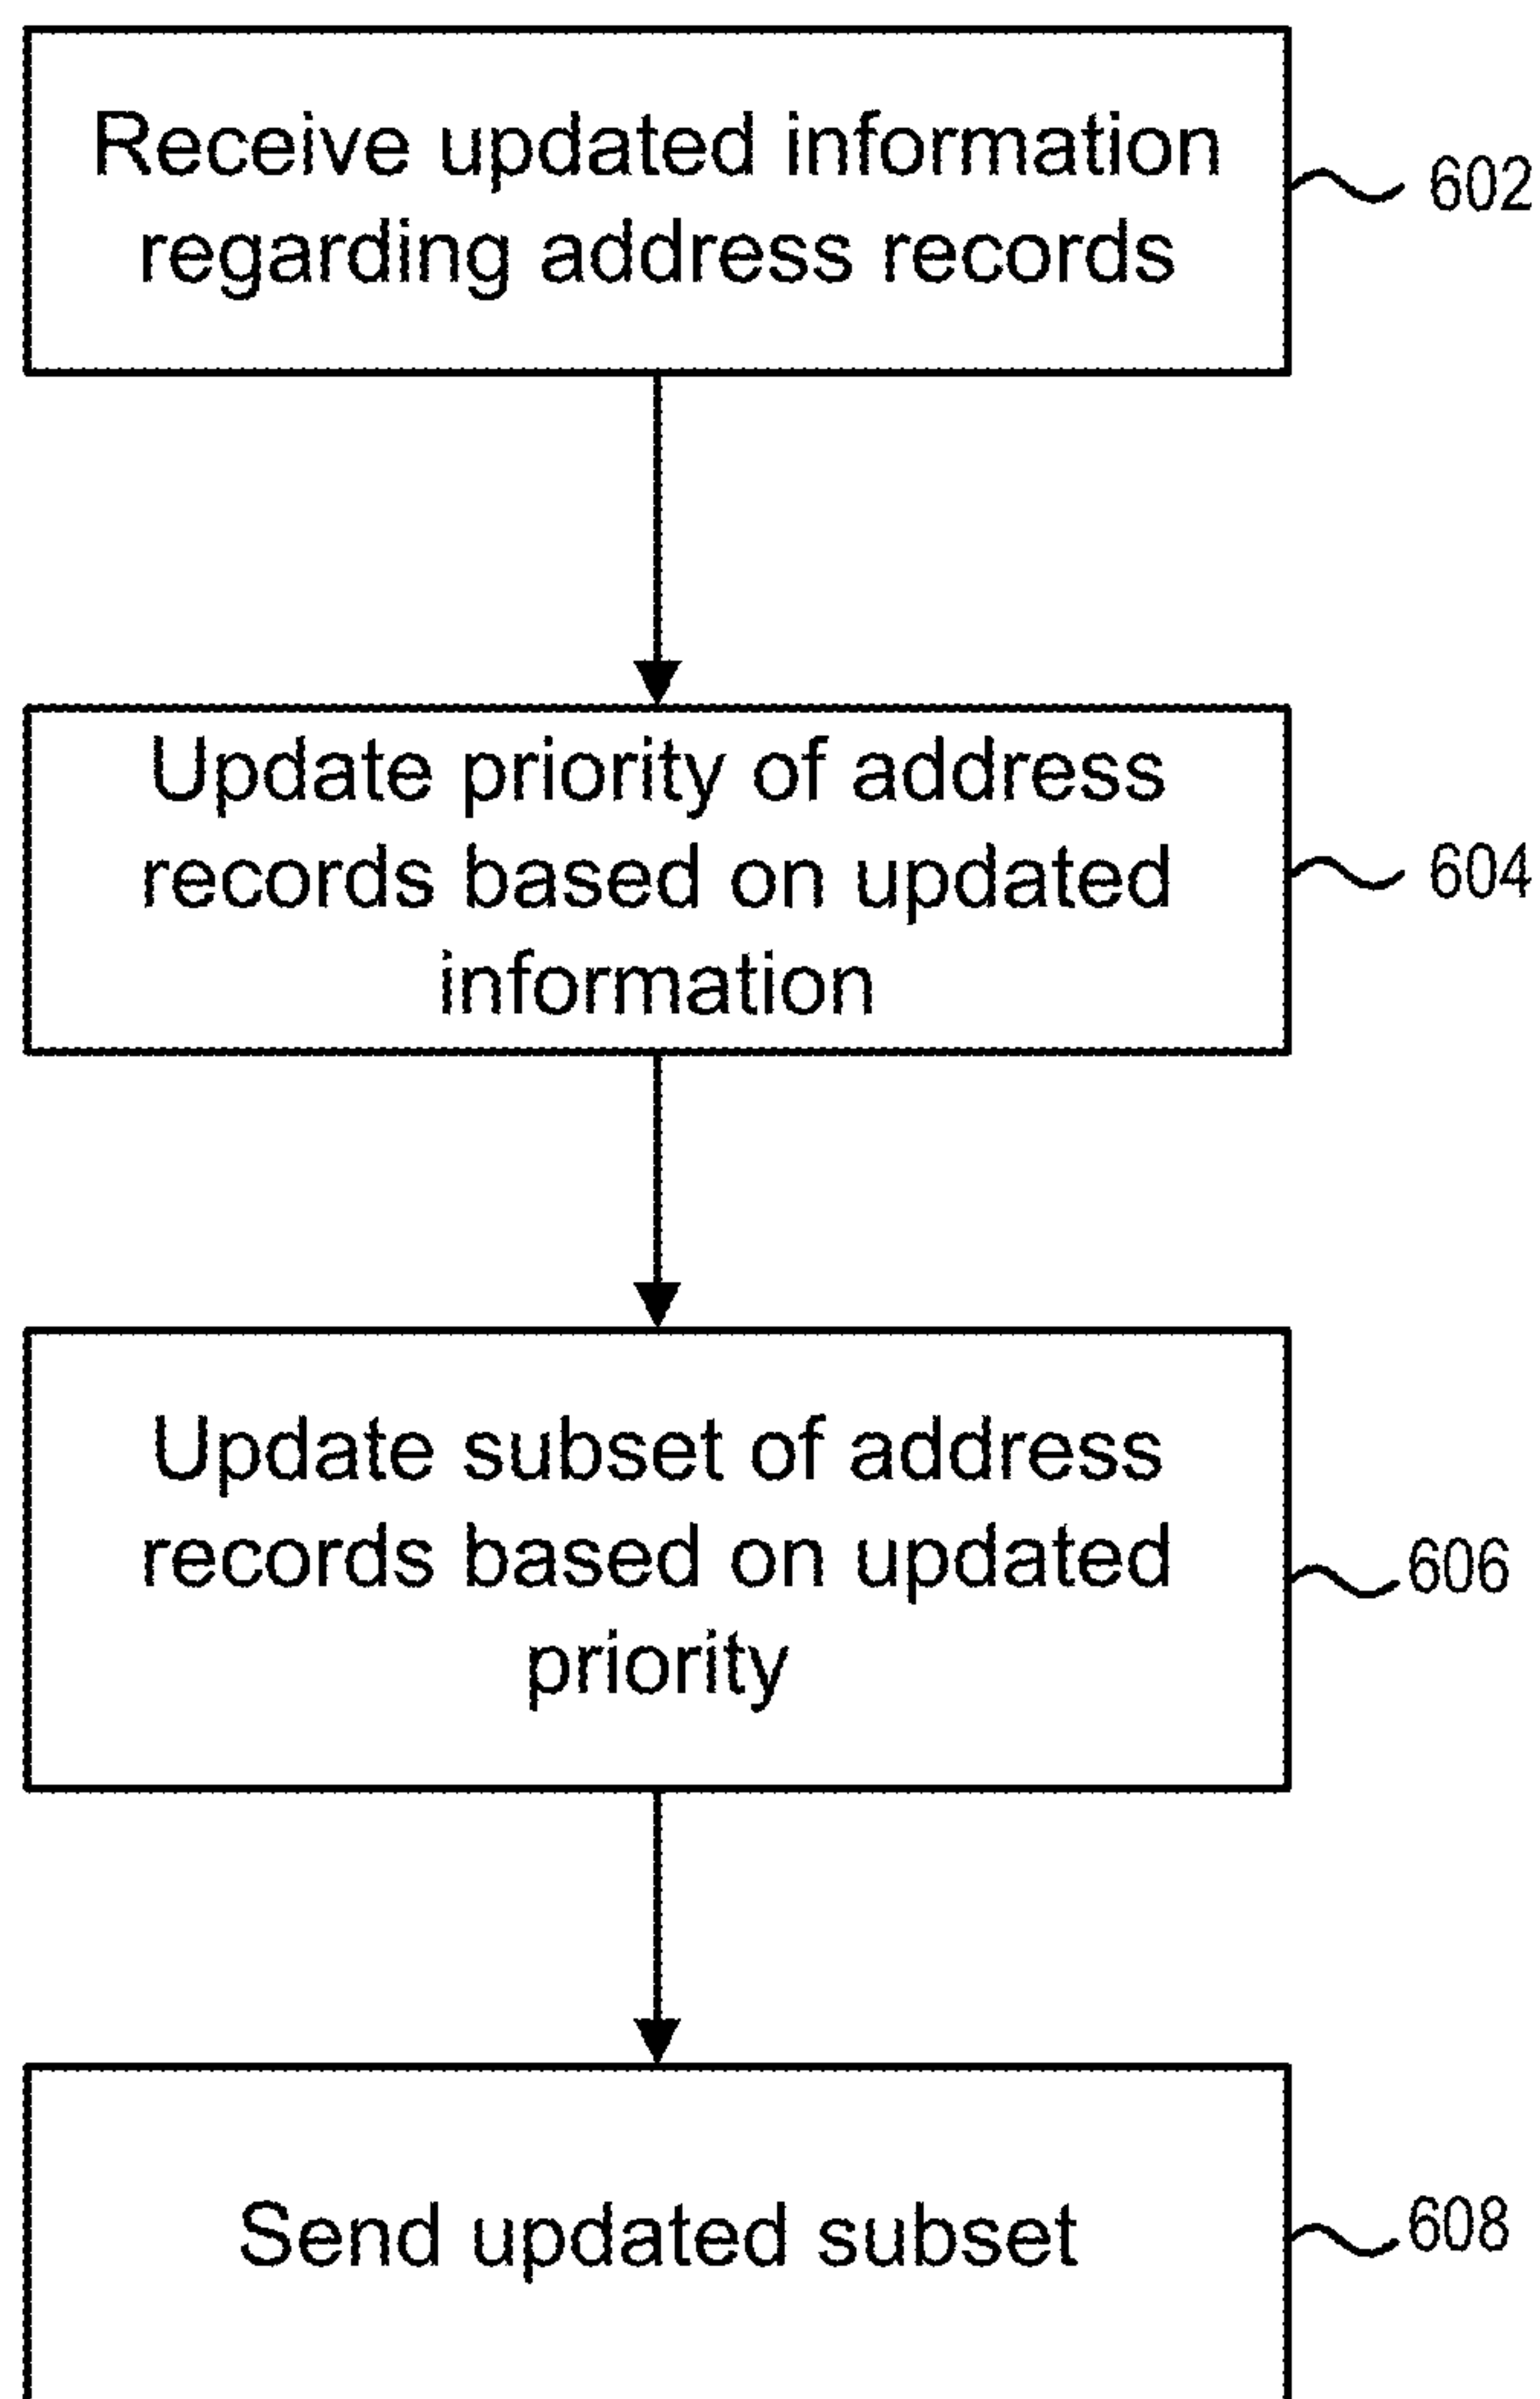 Receive updated information
regarding address records
602
Update priority of address
records based on updated
information
604
Update subset of address
records based on updated
priority
606
Send updated subset
608